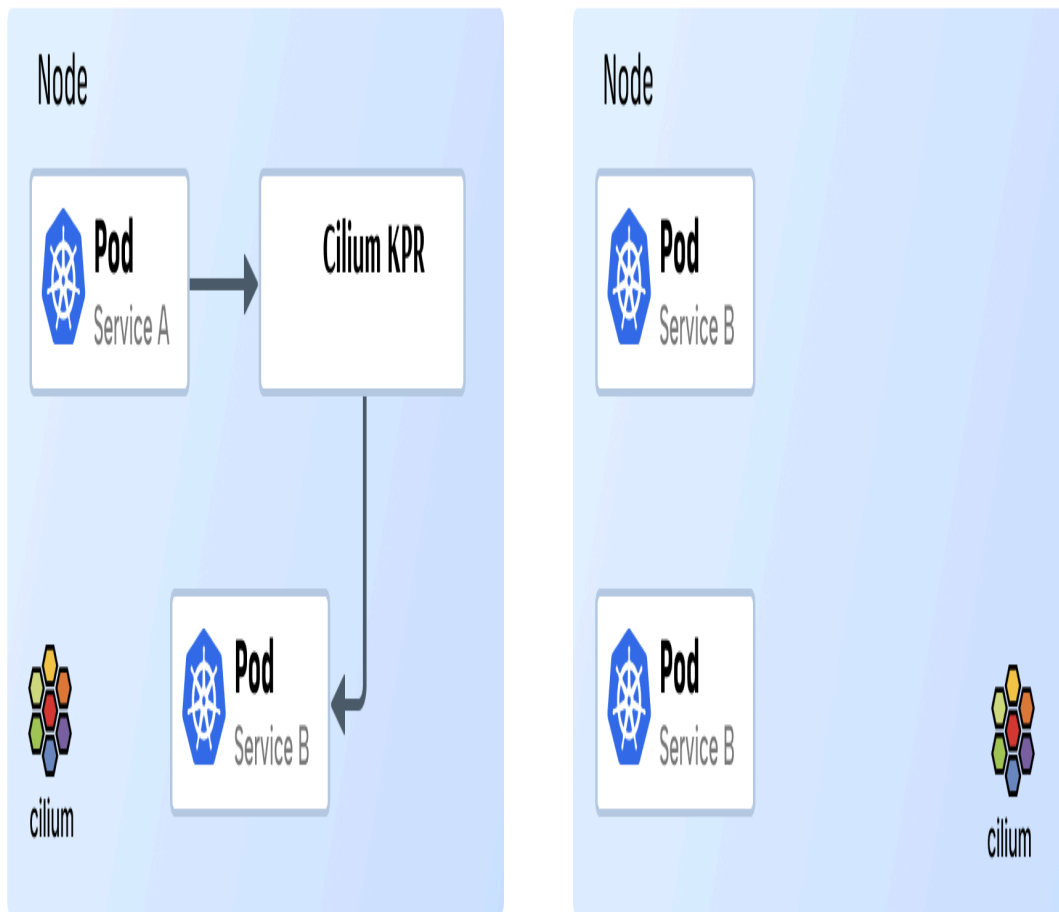 Node
Pod
Service A
Cilium KPR
Pod
Service B
cilium
Node
Pod
Service B
Pod
Service B
cilium